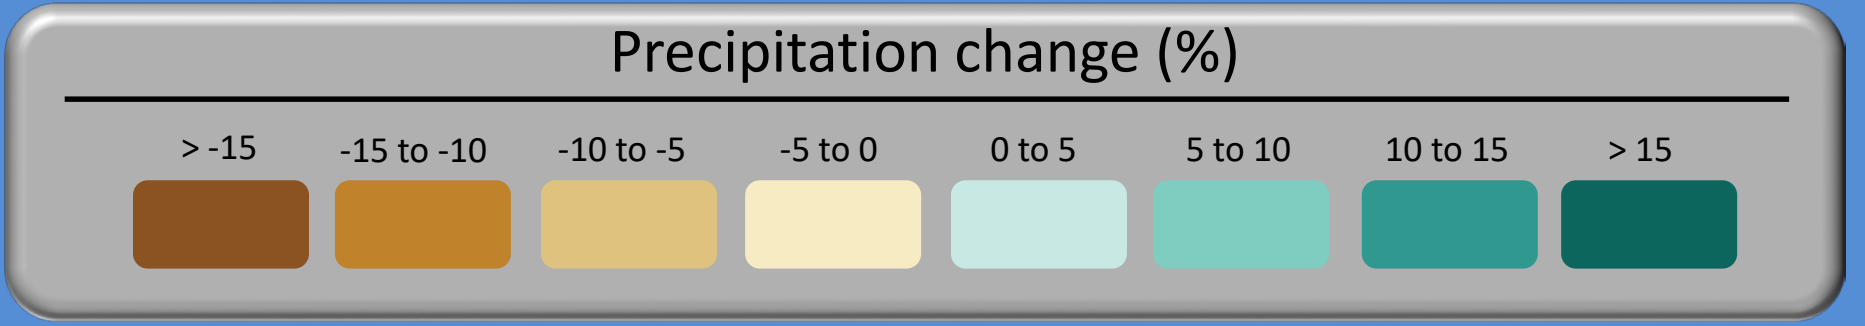 Precipitation change (%)
> -15 -15 to -10 -10 to -5 -5 to 0 0 to 5 5 to 10 10 to 15 > 15